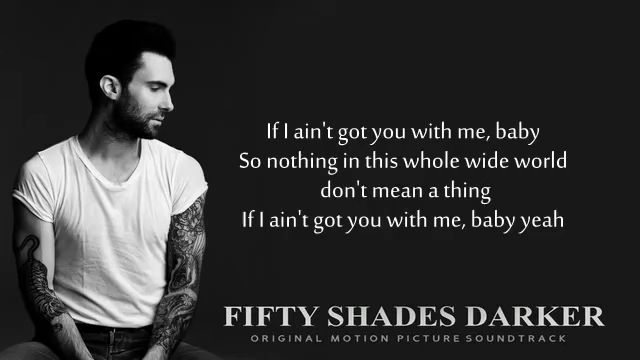 If I ain't got you with me, baby
So nothing in this whole wide world
don't mean a thing
If I ain't got you with me, baby yeah
FIFTY SHADES DARKER
ORIGINAL MOTION PICTURE SOUNDTRACK